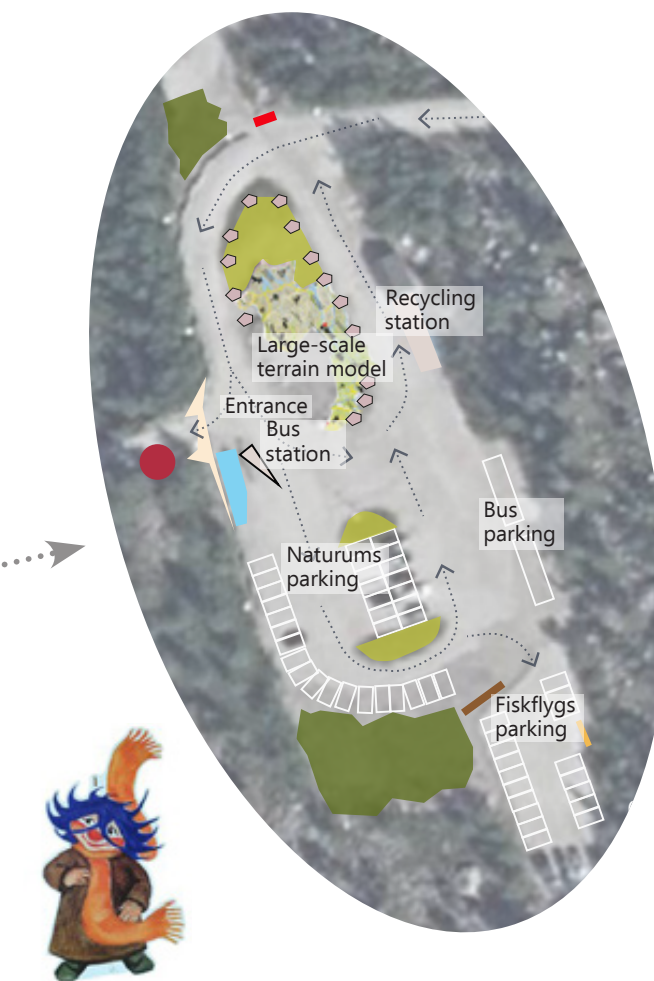 Recycling
station
Large-scale
terrain model
Entrance
Bus
station
Bus
parking
Naturums
parking
Fiskflygs
parking